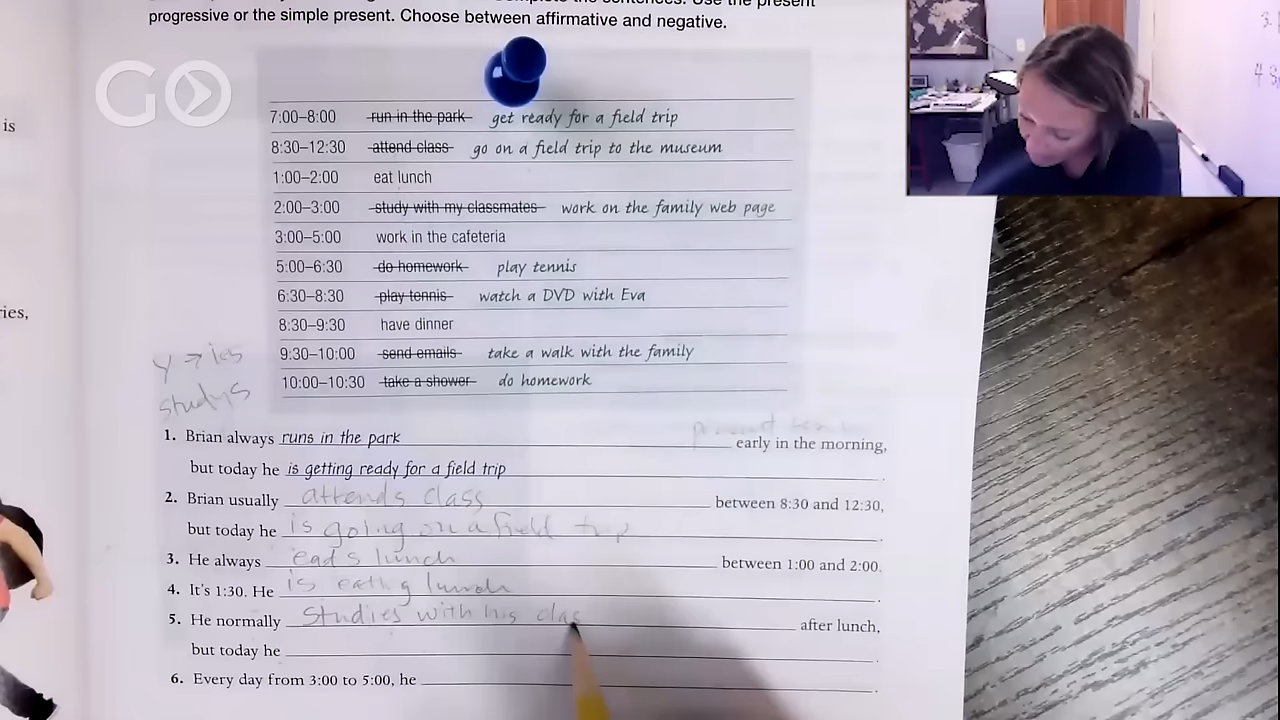 complete the sentences. Use the present
progressive or the simple present. Choose between affirmative and negative.
GO
is
ries,
7:00–8:00 run in the park get ready for a field trip
8:30–12:30 attend class go on a field trip to the museum
1:00–2:00 eat lunch
2:00–3:00 study with my classmates work on the family web page
3:00–5:00 work in the cafeteria
5:00–6:30 do homework play tennis
6:30–8:30 play tennis watch a DVD with Eva
8:30–9:30 have dinner
9:30–10:00 send emails take a walk with the family
10:00–10:30 take a shower do homework
y → ies
studys
1. Brian always runs in the park early in the morning,
but today he is getting ready for a field trip.
2. Brian usually attends class between 8:30 and 12:30,
but today he is going on a field trip.
3. He always eats lunch between 1:00 and 2:00.
4. It's 1:30. He is eating lunch.
5. He normally studies with his clas after lunch,
but today he .
6. Every day from 3:00 to 5:00, he .
3.
4